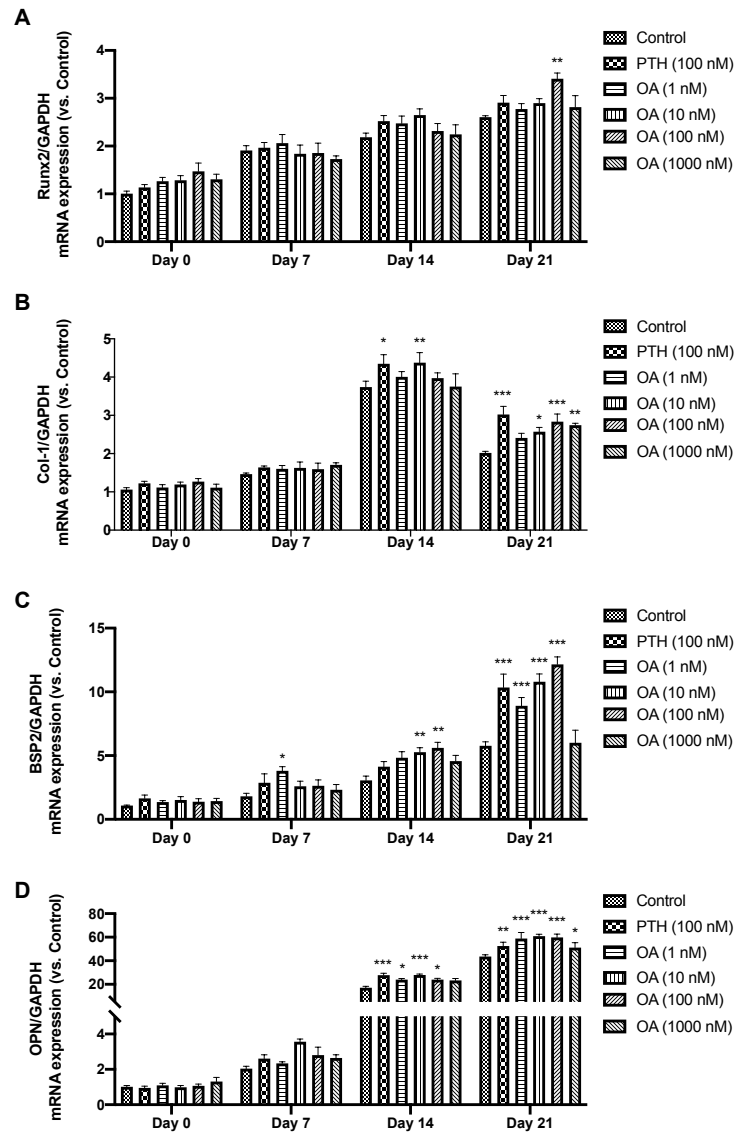 A
Runx2/GAPDH
mRNA expression (vs. Control)
4
3
2
1
0
**
Day 0 Day 7 Day 14 Day 21
Control
PTH (100 nM)
OA (1 nM)
OA (10 nM)
OA (100 nM)
OA (1000 nM)
B
Col-1/GAPDH
mRNA expression (vs. Control)
5
4
3
2
1
0
* ** *** * *** **
Day 0 Day 7 Day 14 Day 21
Control
PTH (100 nM)
OA (1 nM)
OA (10 nM)
OA (100 nM)
OA (1000 nM)
C
BSP2/GAPDH
mRNA expression (vs. Control)
15
10
5
0
* ** ** *** *** *** ***
Day 0 Day 7 Day 14 Day 21
Control
PTH (100 nM)
OA (1 nM)
OA (10 nM)
OA (100 nM)
OA (1000 nM)
D
OPN/GAPDH
mRNA expression (vs. Control)
80
60
40
20
4
2
0
*** * *** * ** *** *** *** *
Day 0 Day 7 Day 14 Day 21
Control
PTH (100 nM)
OA (1 nM)
OA (10 nM)
OA (100 nM)
OA (1000 nM)